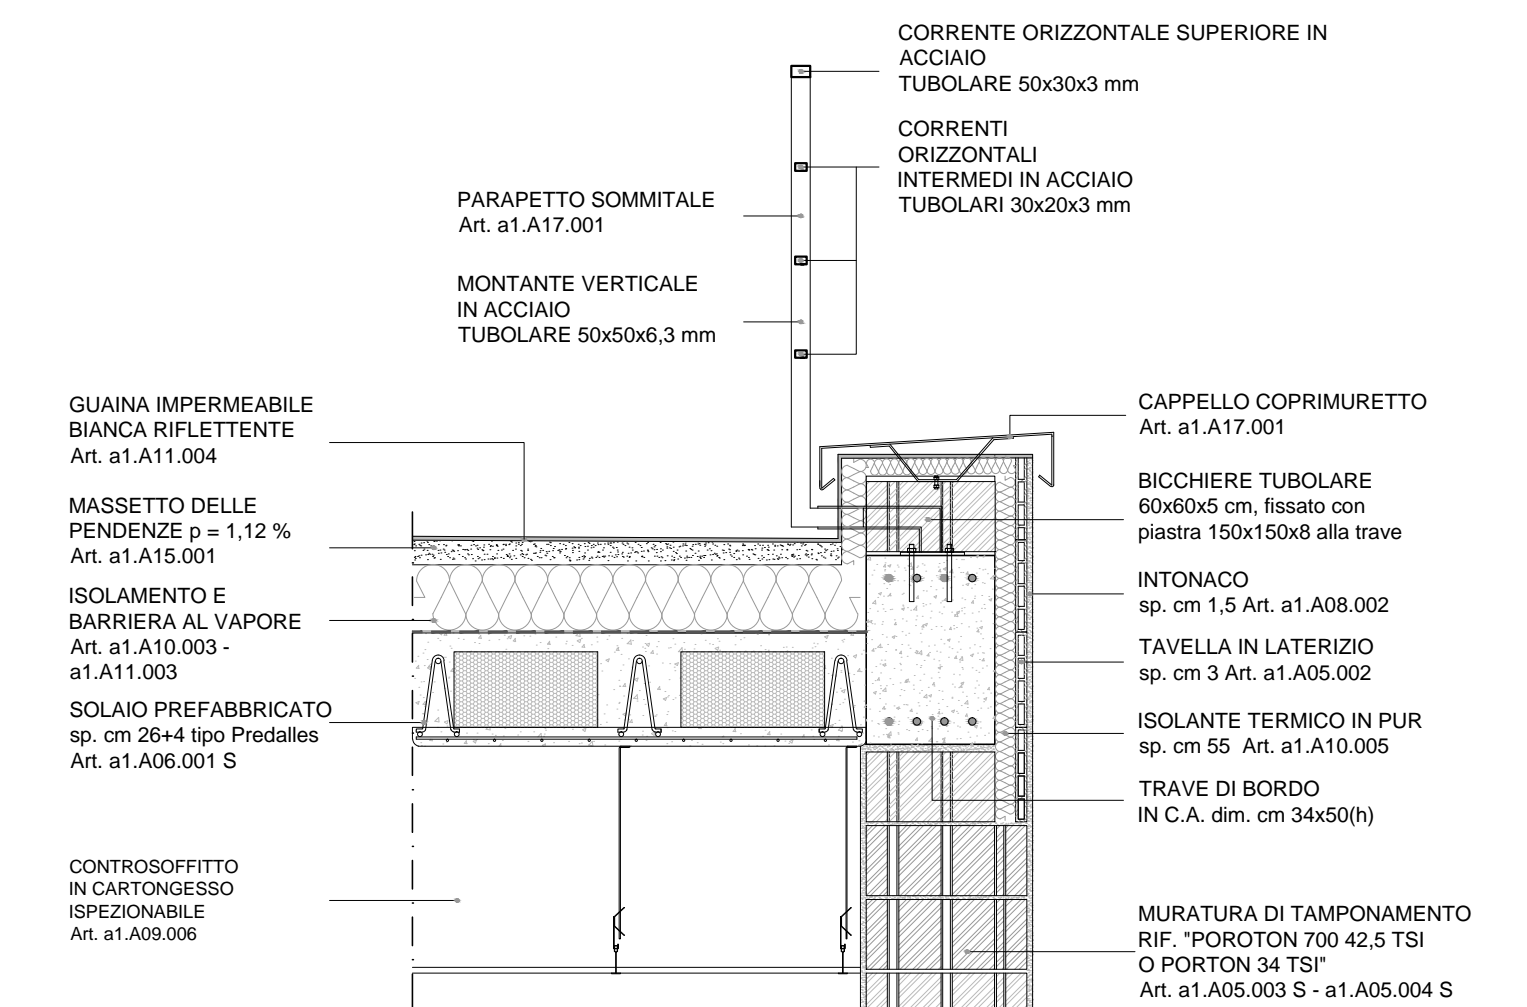 CORRENTE ORIZZONTALE SUPERIORE IN
ACCIAIO
TUBOLARE 50x30x3 mm
CORRENTI
ORIZZONTALI
INTERMEDI IN ACCIAIO
TUBOLARI 30x20x3 mm
PARAPETTO SOMMITALE
Art. a1.A17.001
MONTANTE VERTICALE
IN ACCIAIO
TUBOLARE 50x50x6,3 mm
GUAINA IMPERMEABILE
BIANCA RIFLETTENTE
Art. a1.A11.004
MASSETTO DELLE
PENDENZE p = 1,12 %
Art. a1.A15.001
ISOLAMENTO E
BARRIERA AL VAPORE
Art. a1.A10.003 -
a1.A11.003
SOLAIO PREFABBRICATO
sp. cm 26+4 tipo Predalles
Art. a1.A06.001 S
CONTROSOFFITTO
IN CARTONGESSO
ISPEZIONABILE
Art. a1.A09.006
CAPPELLO COPRIMURETTO
Art. a1.A17.001
BICCHIERE TUBOLARE
60x60x5 cm, fissato con
piastra 150x150x8 alla trave
INTONACO
sp. cm 1,5 Art. a1.A08.002
TAVELLA IN LATERIZIO
sp. cm 3 Art. a1.A05.002
ISOLANTE TERMICO IN PUR
sp. cm 55  Art. a1.A10.005
TRAVE DI BORDO
IN C.A. dim. cm 34x50(h)
MURATURA DI TAMPONAMENTO
RIF. "POROTON 700 42,5 TSI
O PORTON 34 TSI"
Art. a1.A05.003 S - a1.A05.004 S